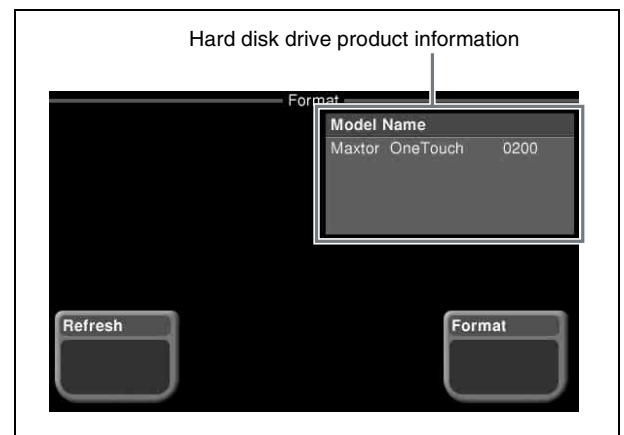 Hard disk drive product information
Format
Model Name
Maxtor OneTouch 0200
Refresh
Format